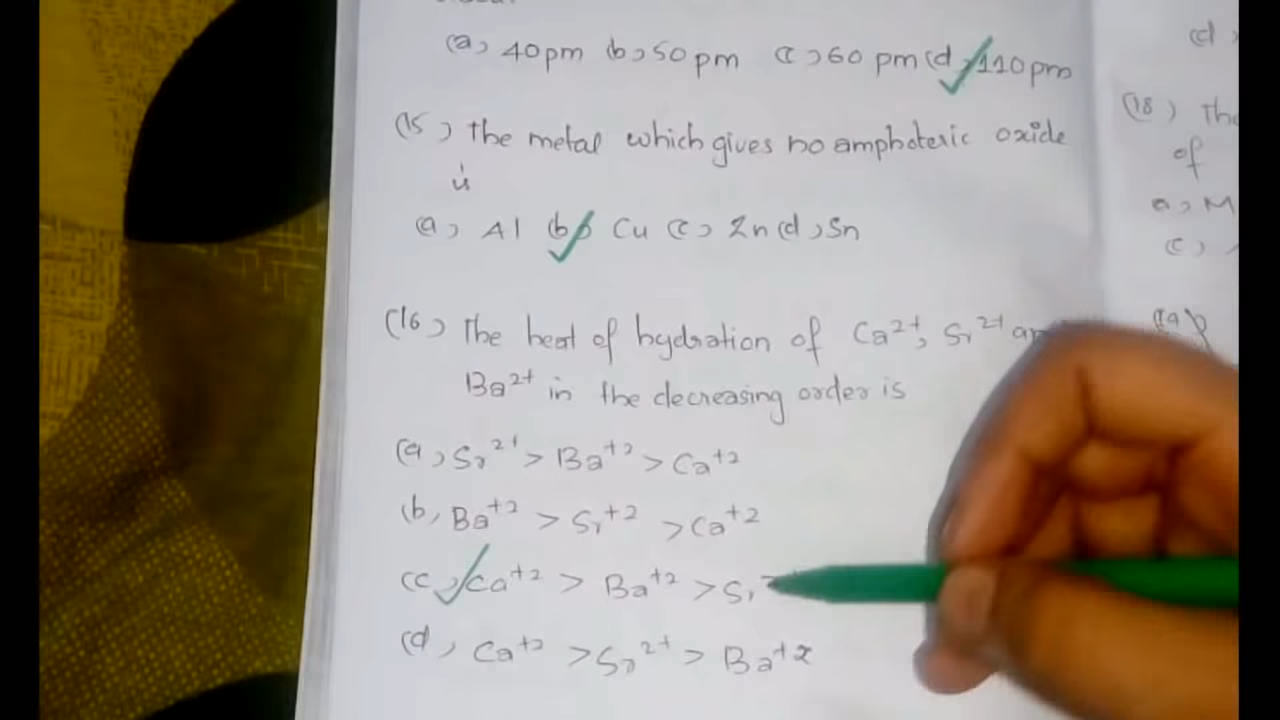 (a) 40pm (b) 50pm (c) 60 pm (d) 110pm
(15) The metal which gives no amphoteric oxide
is
(a) Al (b) Cu (c) Zn (d) Sn
(16) The heat of hydration of Ca2+, Sr2+
Ba2+ in the decreasing order is
(a) Sr2+ > Ba+2 > Ca+2
(b) Ba+2 > Sr+2 > Ca+2
(c) Ca+2 > Ba+2 > Sr
(d) Ca+2 > Sr2+ > Ba+2
(d)
(18) The
of
a) M
(c)